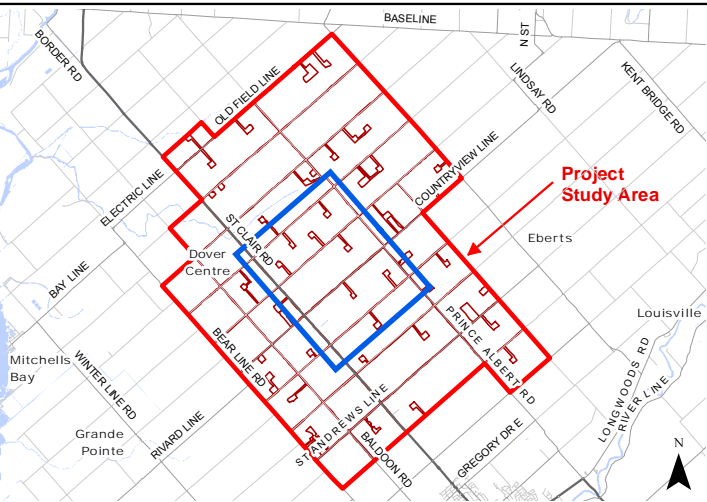 BASELINE
BORDER RD
N ST
LINDSAY RD
KENT BRIDGE RD
OLD FIELD LINE
COUNTRYVIEW LINE
Project
Study Area
ELECTRIC LINE
ST CLAIR RD
Eberts
Dover
Centre
BAY LINE
Louisville
PRINCE ALBERT RD
BEAR LINE RD
Mitchells
Bay
WINTER LINE RD
LONGWOODS RD
RIVER LINE
ST ANDREWS LINE
Grande
Pointe
RIVARD LINE
BALDOON RD
GREGORY DR E
N